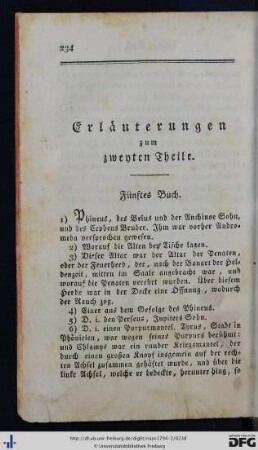 234
Erläuterungen
zum
zweyten Theile.
Fünftes Buch.
1) Phineus, des Belus und der Anchinoe Sohn,
und des Cepheus Bruder. Ihm war vorher Andro-
meda versprochen gewesen.
2) Worauf die Alten bey Tische lagen.
3) Dieser Altar war der Altar der Penaten,
oder der Feuerherd, der, nach der Bauart der Hel-
denzeit, mitten im Saale angebracht war, und
worauf die Penaten verehrt wurden. Über diesem
Herde war in der Decke eine Öffnung, wodurch
der Rauch zog.
4) Einer aus dem Gefolge des Phineus.
5) D. i. des Perseus, Jupiters Sohn.
6) D. i. einen Purpurmantel. Tyrus, Stadt in
Phönicien, war wegen seines Purpurs berühmt:
und Chlamys war ein runder Kriegsmantel, der
durch einen großen Knopf insgemein auf der rech-
ten Achsel zusammen gehäftet wurde, und über die
linke Achsel, welche er bedeckte, herunter hing, so
http://dl.ub.uni-freiburg.de/diglit/rode1794-2/0238
© Universitätsbibliothek Freiburg
gefördert durch die
DFG